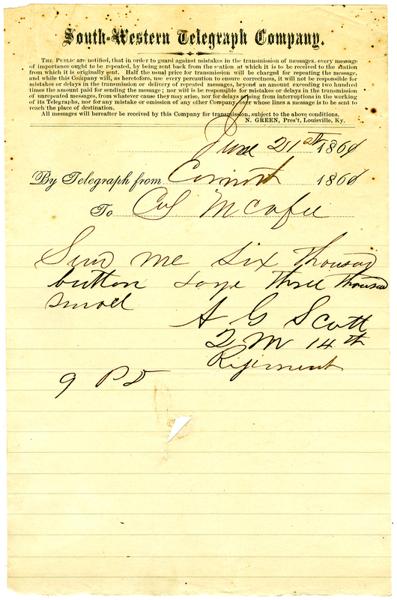 South-Western Telegraph Company.
THE PUBLIC are notified, that in order to guard against mistakes in the transmission of messages, every message
of importance ought to be repeated, by being sent back from the station at which it is to be received to the station
from which it is originally sent. Half the usual price for transmission will be charged for repeating the message,
and while this Company will, as heretofore, use every precaution to ensure correctness, it will not be responsible for
mistakes or delays in the transmission or delivery of repeated messages, beyond an amount exceeding two hundred
times the amount paid for sending the message; nor will it be responsible for mistakes or delays in the transmission
of unrepeated messages, from whatever cause they may arise, nor for delays arising from interruptions in the working
of its Telegraphs, nor for any mistake or omission of any other Company, over whose lines a message is to be sent to
reach the place of destination.
All messages will hereafter be received by this Company for transmission, subject to the above conditions.
N. GREEN, Pres't, Louisville, Ky.
June 21st 1861
By Telegraph from Corinth 1861
To Col McAfee
Send me six thousand
button large three thousand
small
A G Scott
Q M 14th
Regiment
9 PD